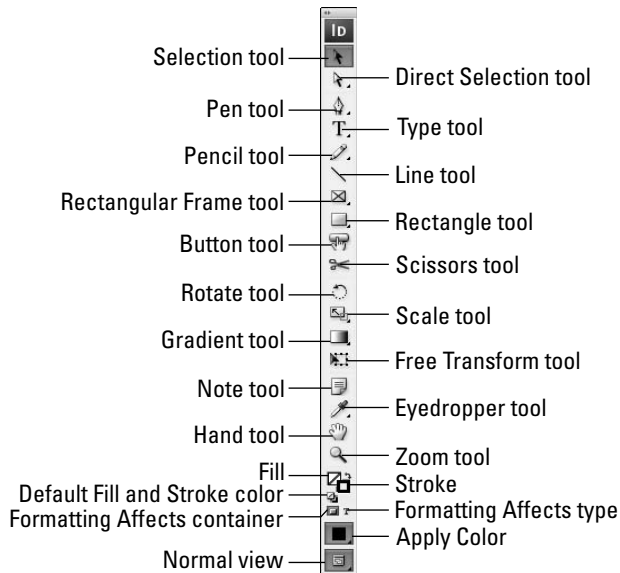 ID
Selection tool
Direct Selection tool
Pen tool
T
Type tool
Pencil tool
Line tool
Rectangular Frame tool
Rectangle tool
Button tool
Scissors tool
Rotate tool
Scale tool
Gradient tool
Free Transform tool
Note tool
Eyedropper tool
Hand tool
Zoom tool
Fill
Stroke
Default Fill and Stroke color
Formatting Affects container
T
Formatting Affects type
Apply Color
Normal view